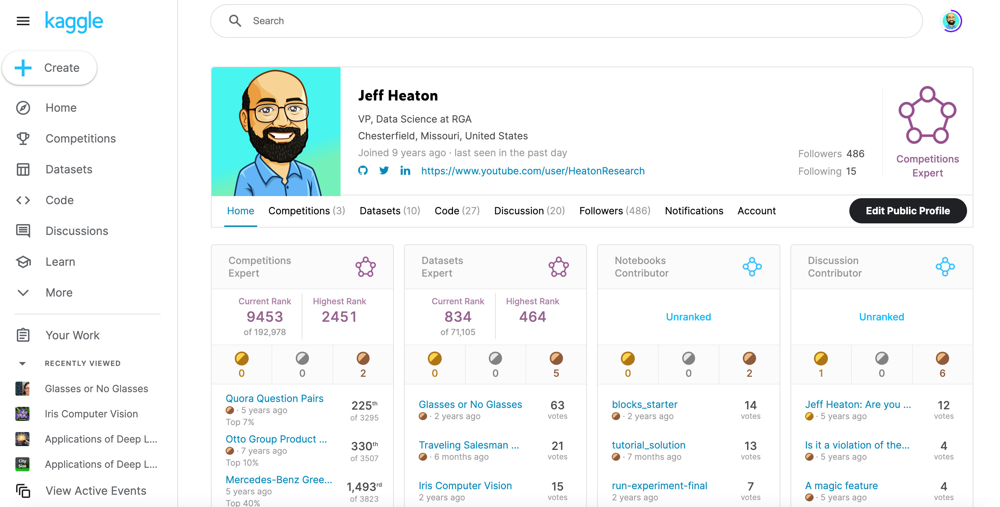 kaggle
Search
Create
Home
Competitions
Datasets
Code
Discussions
Learn
More
Your Work
RECENTLY VIEWED
Glasses or No Glasses
Iris Computer Vision
Applications of Deep L...
City
Size
Applications of Deep L...
View Active Events
Jeff Heaton
VP, Data Science at RGA
Chesterfield, Missouri, United States
Joined 9 years ago · last seen in the past day
in https://www.youtube.com/user/HeatonResearch
Followers 486
Following 15
Competitions
Expert
Home Competitions (3) Datasets (10) Code (27) Discussion (20) Followers (486) Notifications Account Edit Public Profile
Competitions
Expert
Current Rank Highest Rank
9453 2451
of 192,978
0 0 2
Quora Question Pairs 225th
· 5 years ago of 3295
Top 7%
Otto Group Product ... 330th
· 7 years ago of 3507
Top 10%
Mercedes-Benz Gree... 1,493rd
5 years ago of 3823
Top 40%
Datasets
Expert
Current Rank Highest Rank
834 464
of 71,105
0 0 5
Glasses or No Glasses 63
· 2 years ago votes
Traveling Salesman ... 21
· 6 months ago votes
Iris Computer Vision 15
2 years ago votes
Notebooks
Contributor
Unranked
0 0 2
blocks_starter 14
· 2 years ago votes
tutorial_solution 13
· 7 months ago votes
run-experiment-final 7
2 years ago votes
Discussion
Contributor
Unranked
1 0 6
Jeff Heaton: Are you ... 12
· 5 years ago votes
Is it a violation of the... 4
· 5 years ago votes
A magic feature 4
· 5 years ago votes